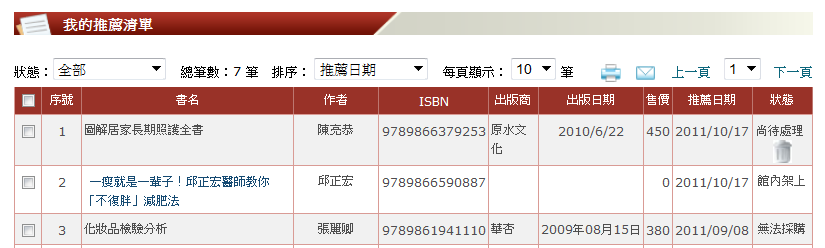 我的推薦清單
狀態：全部 總筆數：7 筆 排序：推薦日期 每頁顯示：10 筆 上一頁 1 下一頁
序號 書名 作者 ISBN 出版商 出版日期 售價 推薦日期 狀態
1 圖解居家長期照護全書 陳亮恭 9789866379253 原水文化 2010/6/22 450 2011/10/17 尚待處理
2 一瘦就是一輩子！邱正宏醫師教你
「不復胖」減肥法 邱正宏 9789866590887 0 2011/10/17 館內架上
3 化妝品檢驗分析 張麗卿 9789861941110 華杏 2009年08月15日 380 2011/09/08 無法採購